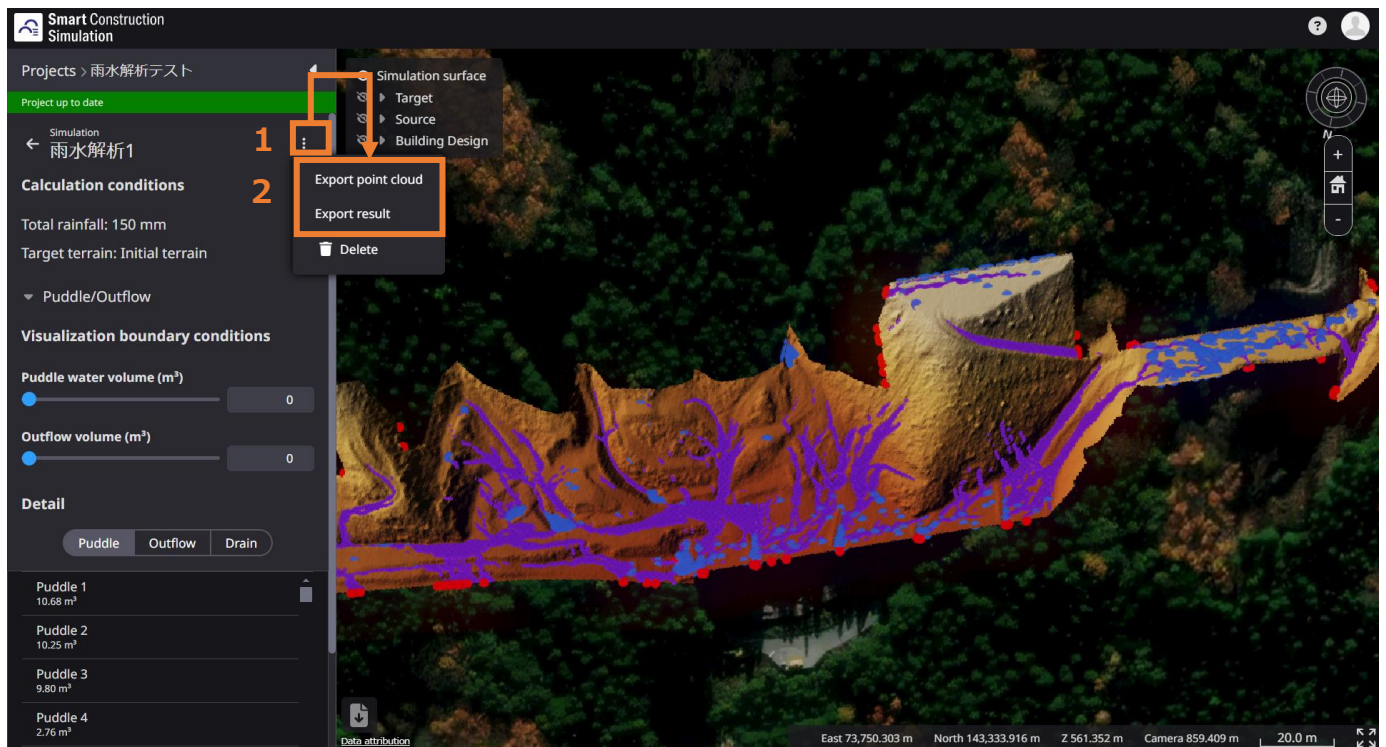 Smart Construction
Simulation
?
Projects > 雨水解析テスト
Project up to date
Simulation
雨水解析1
1
2
Simulation surface
Target
Source
Building Design
Export point cloud
Export result
Delete
Calculation conditions
Total rainfall: 150 mm
Target terrain: Initial terrain
Puddle/Outflow
Visualization boundary conditions
Puddle water volume (m³)
0
Outflow volume (m³)
0
Detail
Puddle Outflow Drain
Puddle 1
10.68 m³
Puddle 2
10.25 m³
Puddle 3
9.80 m³
Puddle 4
2.76 m³
N
+
-
Data attribution
East 73,750.303 m North 143,333.916 m Z 561.352 m Camera 859.409 m 20.0 m